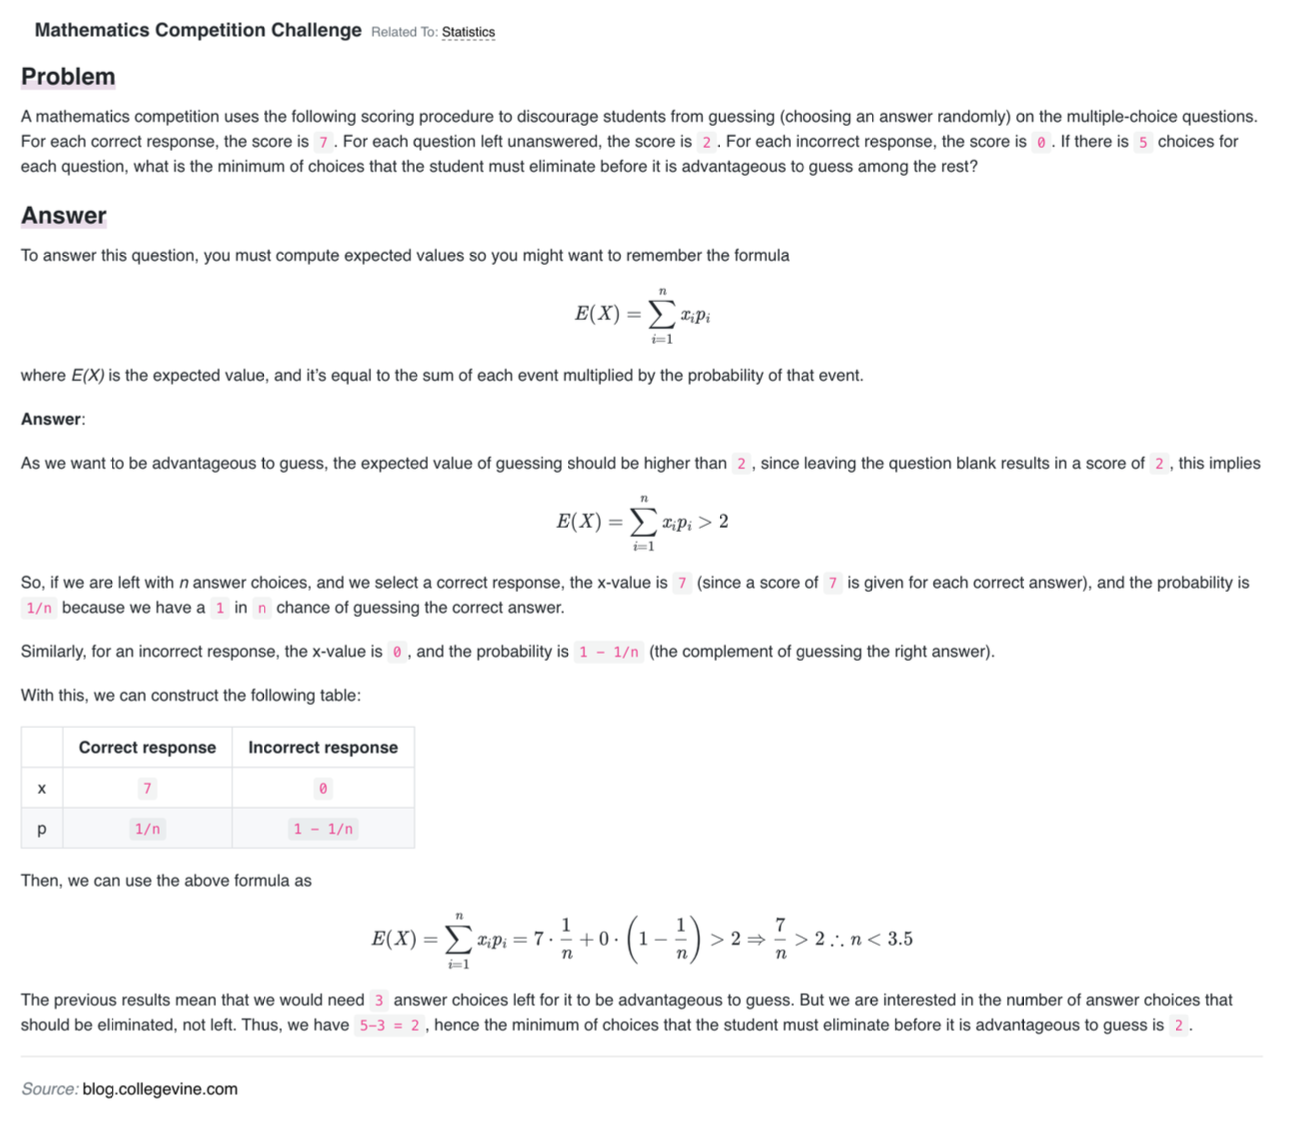 Mathematics Competition Challenge Related To: Statistics
Problem
A mathematics competition uses the following scoring procedure to discourage students from guessing (choosing an answer randomly) on the multiple-choice questions.
For each correct response, the score is 7 . For each question left unanswered, the score is 2 . For each incorrect response, the score is 0 . If there is 5 choices for
each question, what is the minimum of choices that the student must eliminate before it is advantageous to guess among the rest?
Answer
To answer this question, you must compute expected values so you might want to remember the formula
E(X) = \sum_{i=1}^{n} x_i p_i
where E(X) is the expected value, and it's equal to the sum of each event multiplied by the probability of that event.
Answer:
As we want to be advantageous to guess, the expected value of guessing should be higher than 2 , since leaving the question blank results in a score of 2 , this implies
E(X) = \sum_{i=1}^{n} x_i p_i > 2
So, if we are left with n answer choices, and we select a correct response, the x-value is 7 (since a score of 7 is given for each correct answer), and the probability is
1/n because we have a 1 in n chance of guessing the correct answer.
Similarly, for an incorrect response, the x-value is 0 , and the probability is 1 - 1/n (the complement of guessing the right answer).
With this, we can construct the following table:
Correct response Incorrect response
x 7 0
p 1/n 1 - 1/n
Then, we can use the above formula as
E(X) = \sum_{i=1}^{n} x_i p_i = 7 · \frac{1}{n} + 0 · \left(1 - \frac{1}{n}\right) > 2 ⇒ \frac{7}{n} > 2 ∴ n < 3.5
The previous results mean that we would need 3 answer choices left for it to be advantageous to guess. But we are interested in the number of answer choices that
should be eliminated, not left. Thus, we have 5-3 = 2 , hence the minimum of choices that the student must eliminate before it is advantageous to guess is 2 .
Source: blog.collegevine.com